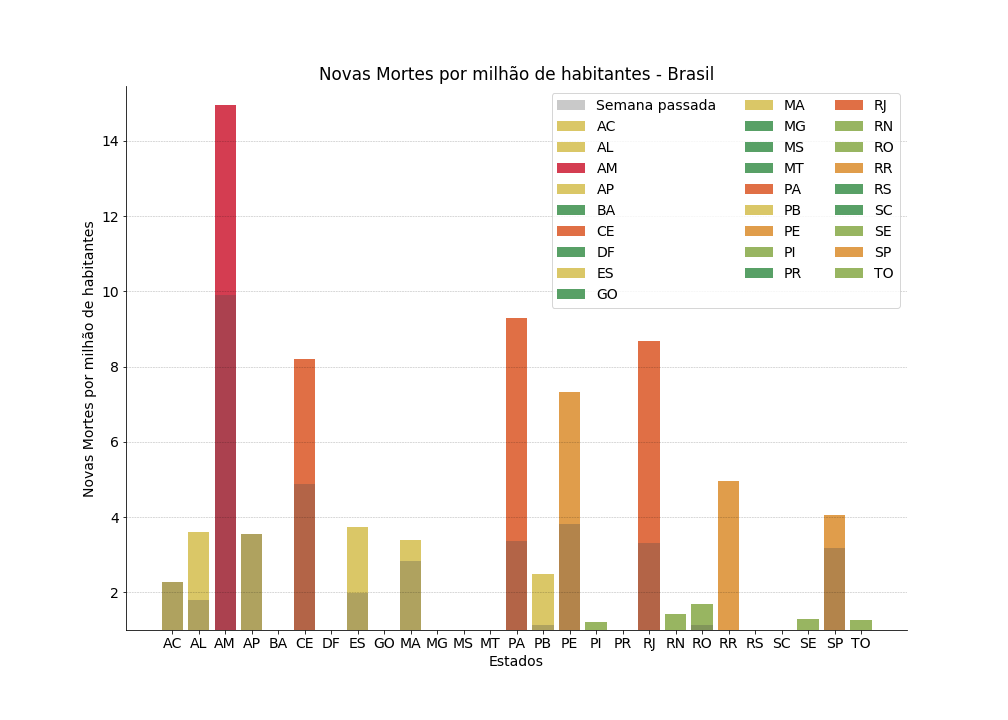 Novas Mortes por milhão de habitantes - Brasil
Novas Mortes por milhão de habitantes
14
12
10
8
6
4
2
Semana passada
AC
AL
AM
AP
BA
CE
DF
ES
GO
MA
MG
MS
MT
PA
PB
PE
PI
PR
RJ
RN
RO
RR
RS
SC
SE
SP
TO
AC AL AM AP BA CE DF ES GO MA MG MS MT PA PB PE PI PR RJ RN RO RR RS SC SE SP TO
Estados